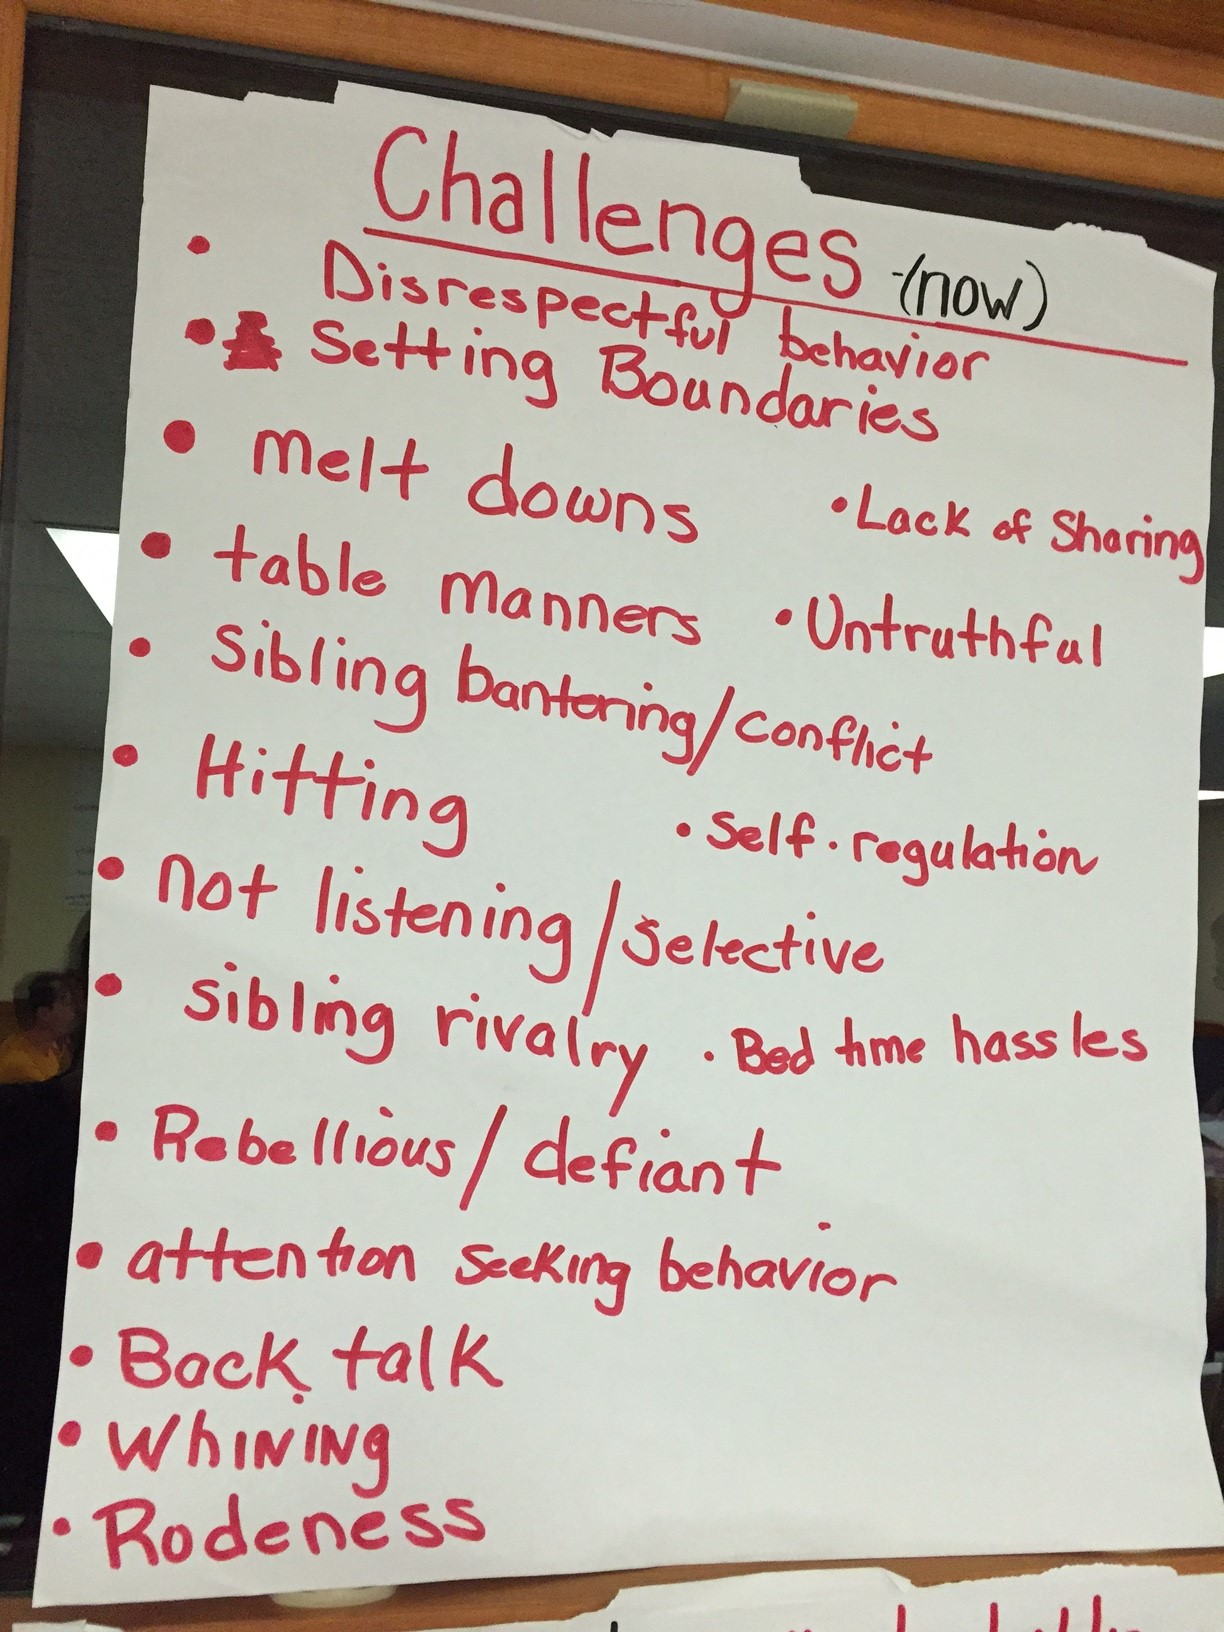 Challenges (now)
• Disrespectful behavior
• Setting Boundaries
• melt downs
• Lack of Sharing
• table manners
• Untruthful
• Sibling bantering/conflict
• Hitting
• Self-regulation
• not listening/selective
• sibling rivalry
• Bed time hassles
• Rebellious/defiant
• attention seeking behavior
• Back talk
• Whining
• Rodeness